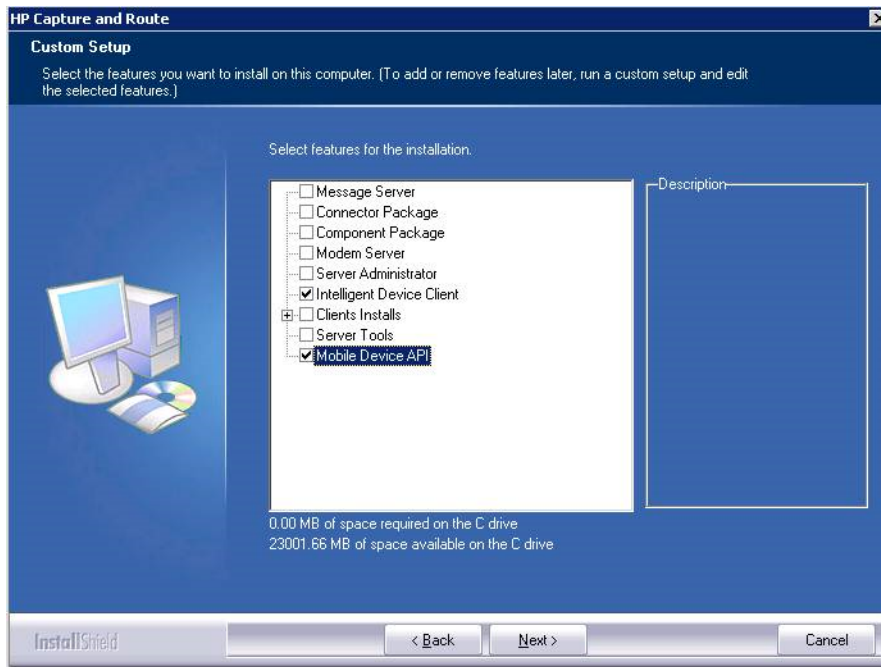 HP Capture and Route
Custom Setup
Select the features you want to install on this computer. (To add or remove features later, run a custom setup and edit
the selected features.)
Select features for the installation.
Description
Message Server
Connector Package
Component Package
Modem Server
Server Administrator
Intelligent Device Client
Clients Installs
Server Tools
Mobile Device API
0.00 MB of space required on the C drive
23001.66 MB of space available on the C drive
InstallShield
< Back
Next >
Cancel